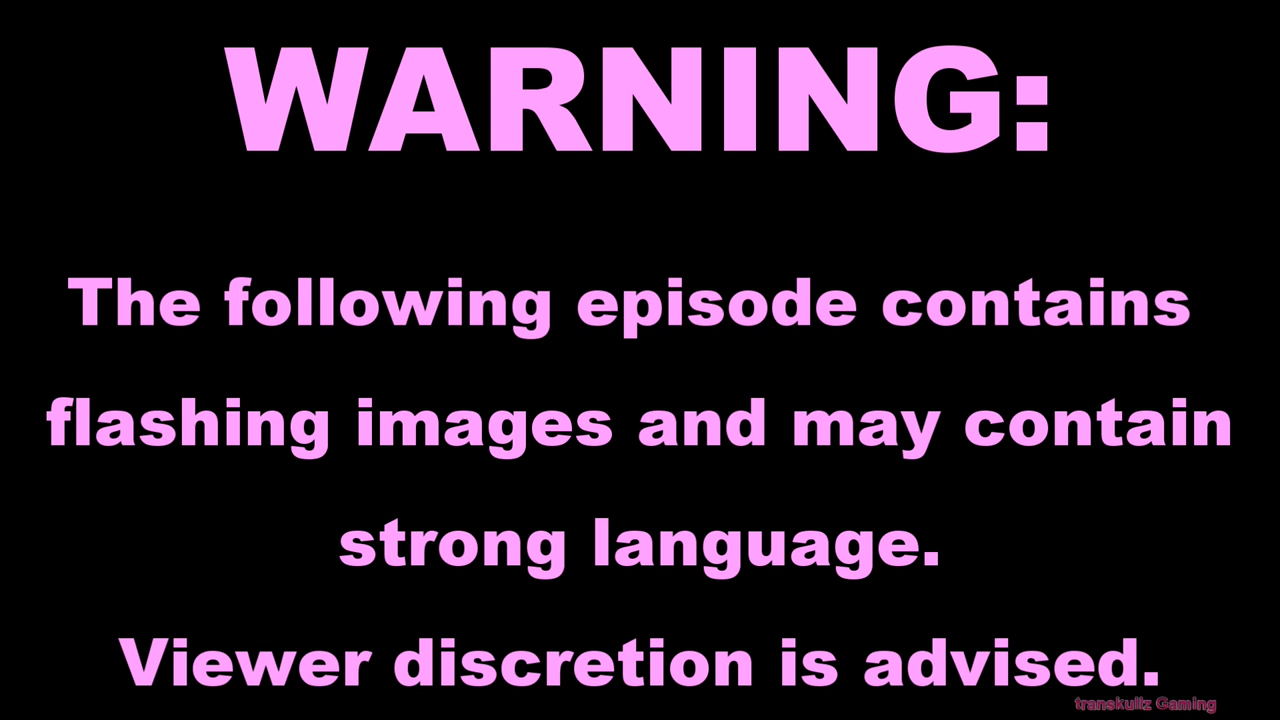 WARNING:
The following episode contains
flashing images and may contain
strong language.
Viewer discretion is advised.
transkullz Gaming